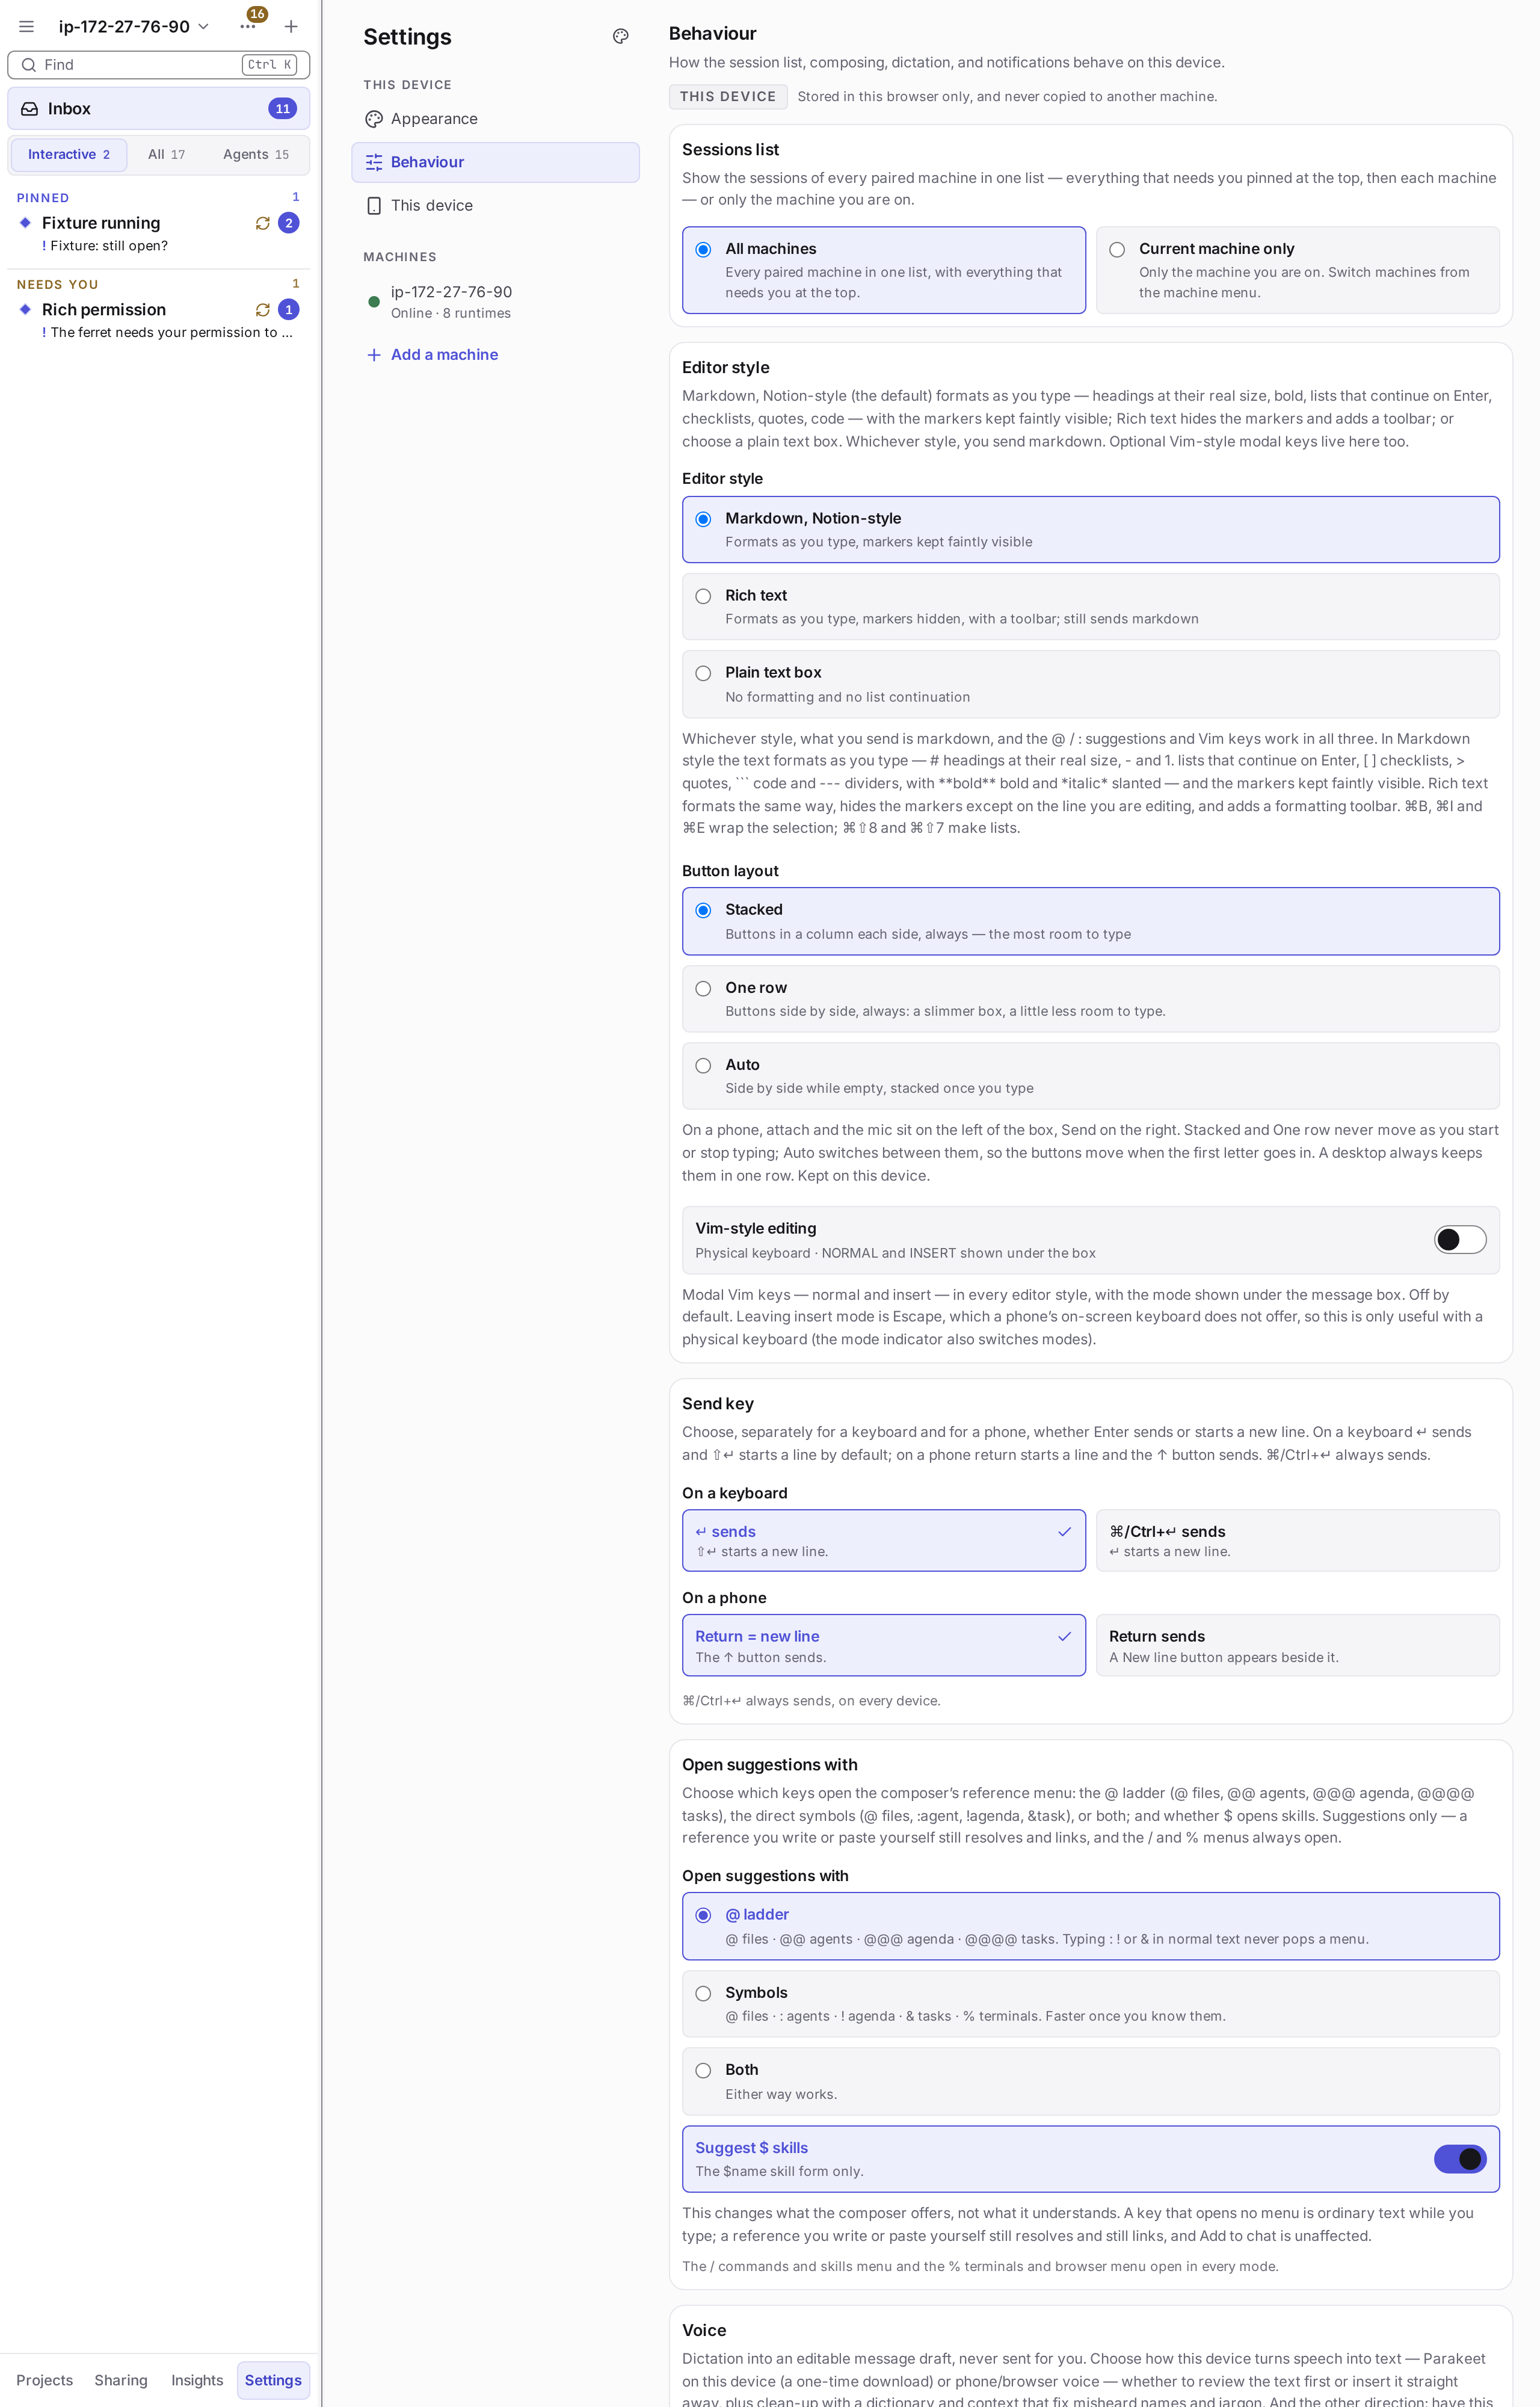 ip-172-27-76-90
16
Find
Ctrl K
Inbox
11
Interactive 2
All 17
Agents 15
PINNED
1
Fixture running
2
! Fixture: still open?
NEEDS YOU
1
Rich permission
1
! The ferret needs your permission to ...
Projects
Sharing
Insights
Settings
Settings
THIS DEVICE
Appearance
Behaviour
This device
MACHINES
ip-172-27-76-90
Online · 8 runtimes
Add a machine
Behaviour
How the session list, composing, dictation, and notifications behave on this device.
THIS DEVICE
Stored in this browser only, and never copied to another machine.
Sessions list
Show the sessions of every paired machine in one list — everything that needs you pinned at the top, then each machine
— or only the machine you are on.
All machines
Every paired machine in one list, with everything that
needs you at the top.
Current machine only
Only the machine you are on. Switch machines from
the machine menu.
Editor style
Markdown, Notion-style (the default) formats as you type — headings at their real size, bold, lists that continue on Enter,
checklists, quotes, code — with the markers kept faintly visible; Rich text hides the markers and adds a toolbar; or
choose a plain text box. Whichever style, you send markdown. Optional Vim-style modal keys live here too.
Editor style
Markdown, Notion-style
Formats as you type, markers kept faintly visible
Rich text
Formats as you type, markers hidden, with a toolbar; still sends markdown
Plain text box
No formatting and no list continuation
Whichever style, what you send is markdown, and the @ / : suggestions and Vim keys work in all three. In Markdown
style the text formats as you type — # headings at their real size, - and 1. lists that continue on Enter, [ ] checklists, >
quotes, ``` code and --- dividers, with **bold** bold and *italic* slanted — and the markers kept faintly visible. Rich text
formats the same way, hides the markers except on the line you are editing, and adds a formatting toolbar. ⌘B, ⌘I and
⌘E wrap the selection; ⌘⇧8 and ⌘⇧7 make lists.
Button layout
Stacked
Buttons in a column each side, always — the most room to type
One row
Buttons side by side, always: a slimmer box, a little less room to type.
Auto
Side by side while empty, stacked once you type
On a phone, attach and the mic sit on the left of the box, Send on the right. Stacked and One row never move as you start
or stop typing; Auto switches between them, so the buttons move when the first letter goes in. A desktop always keeps
them in one row. Kept on this device.
Vim-style editing
Physical keyboard · NORMAL and INSERT shown under the box
Modal Vim keys — normal and insert — in every editor style, with the mode shown under the message box. Off by
default. Leaving insert mode is Escape, which a phone’s on-screen keyboard does not offer, so this is only useful with a
physical keyboard (the mode indicator also switches modes).
Send key
Choose, separately for a keyboard and for a phone, whether Enter sends or starts a new line. On a keyboard ↵ sends
and ⇧↵ starts a line by default; on a phone return starts a line and the ↑ button sends. ⌘/Ctrl+↵ always sends.
On a keyboard
↵ sends
⇧↵ starts a new line.
⌘/Ctrl+↵ sends
↵ starts a new line.
On a phone
Return = new line
The ↑ button sends.
Return sends
A New line button appears beside it.
⌘/Ctrl+↵ always sends, on every device.
Open suggestions with
Choose which keys open the composer’s reference menu: the @ ladder (@ files, @@ agents, @@@ agenda, @@@@
tasks), the direct symbols (@ files, :agent, !agenda, &task), or both; and whether $ opens skills. Suggestions only — a
reference you write or paste yourself still resolves and links, and the / and % menus always open.
Open suggestions with
@ ladder
@ files · @@ agents · @@@ agenda · @@@@ tasks. Typing : ! or & in normal text never pops a menu.
Symbols
@ files · : agents · ! agenda · & tasks · % terminals. Faster once you know them.
Both
Either way works.
Suggest $ skills
The $name skill form only.
This changes what the composer offers, not what it understands. A key that opens no menu is ordinary text while you
type; a reference you write or paste yourself still resolves and still links, and Add to chat is unaffected.
The / commands and skills menu and the % terminals and browser menu open in every mode.
Voice
Dictation into an editable message draft, never sent for you. Choose how this device turns speech into text — Parakeet
on this device (a one-time download) or phone/browser voice — whether to review the text first or insert it straight
away, plus clean-up with a dictionary and context that fix misheard names and jargon. And the other direction: have this